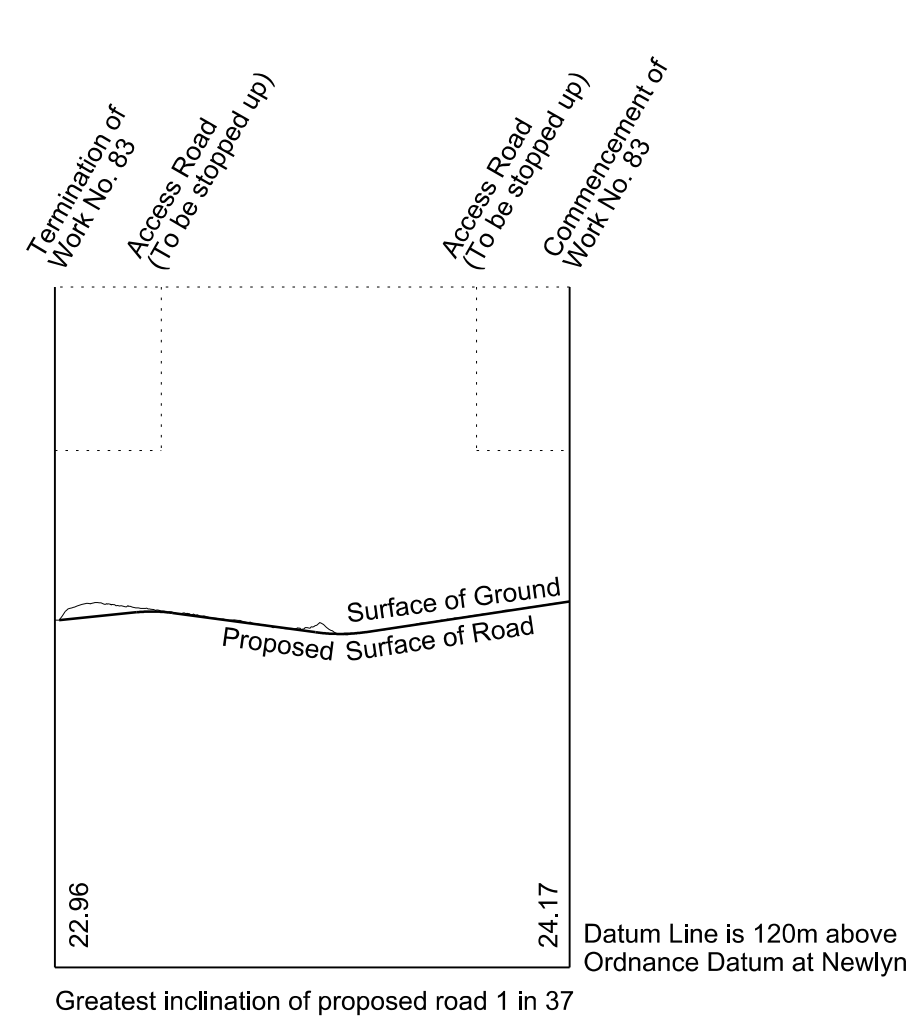 Termination of
Work No. 83
Access Road
(To be stopped up)
Access Road
(To be stopped up)
Commencement of
Work No. 83
Surface of Ground
Proposed Surface of Road
22.96
24.17
Datum Line is 120m above
Ordnance Datum at Newlyn
Greatest inclination of proposed road 1 in 37